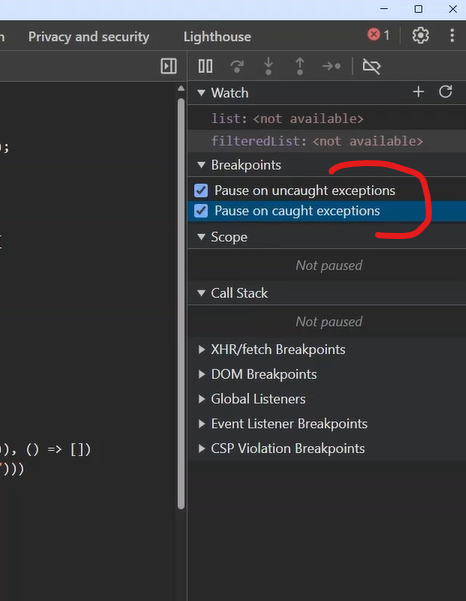 n Privacy and security Lighthouse 1
Watch
list: <not available>
);
filteredList: <not available>
Breakpoints
Pause on uncaught exceptions
Pause on caught exceptions
Scope
Not paused
Call Stack
Not paused
XHR/fetch Breakpoints
DOM Breakpoints
Global Listeners
Event Listener Breakpoints
)), () => [])
CSP Violation Breakpoints
)))